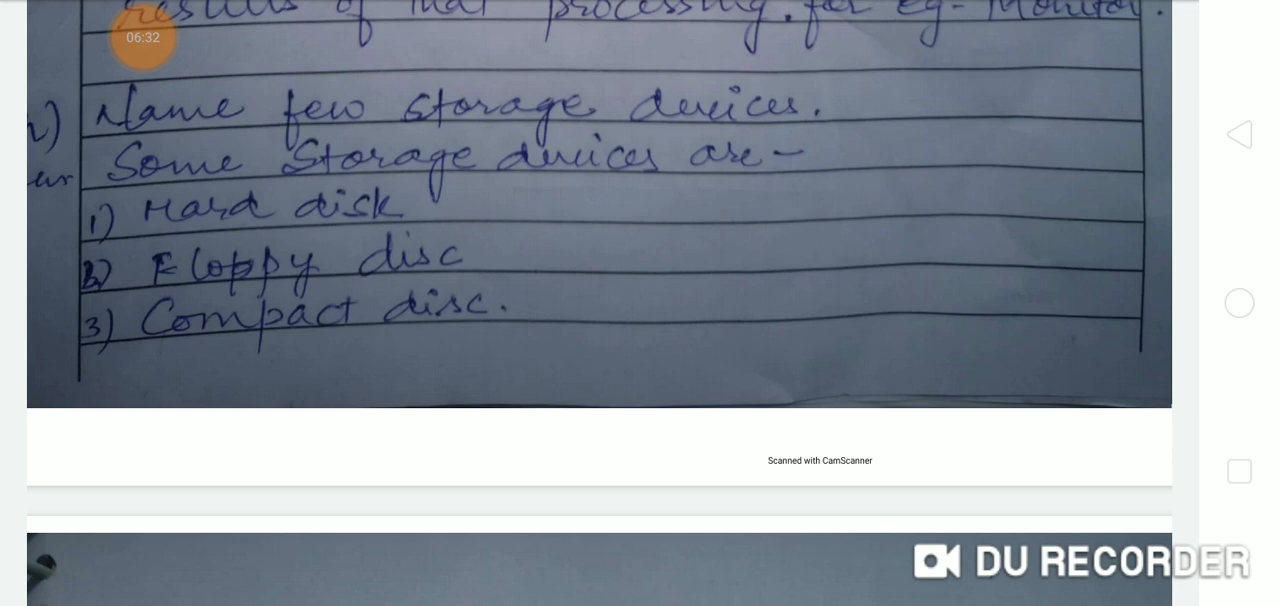 results of that processing. for eg- Monitor.
06:32
Name few storage devices.
Some Storage devices are-
1) Hard disk
2) Floppy disc
3) Compact disc.
Scanned with CamScanner
DU RECORDER